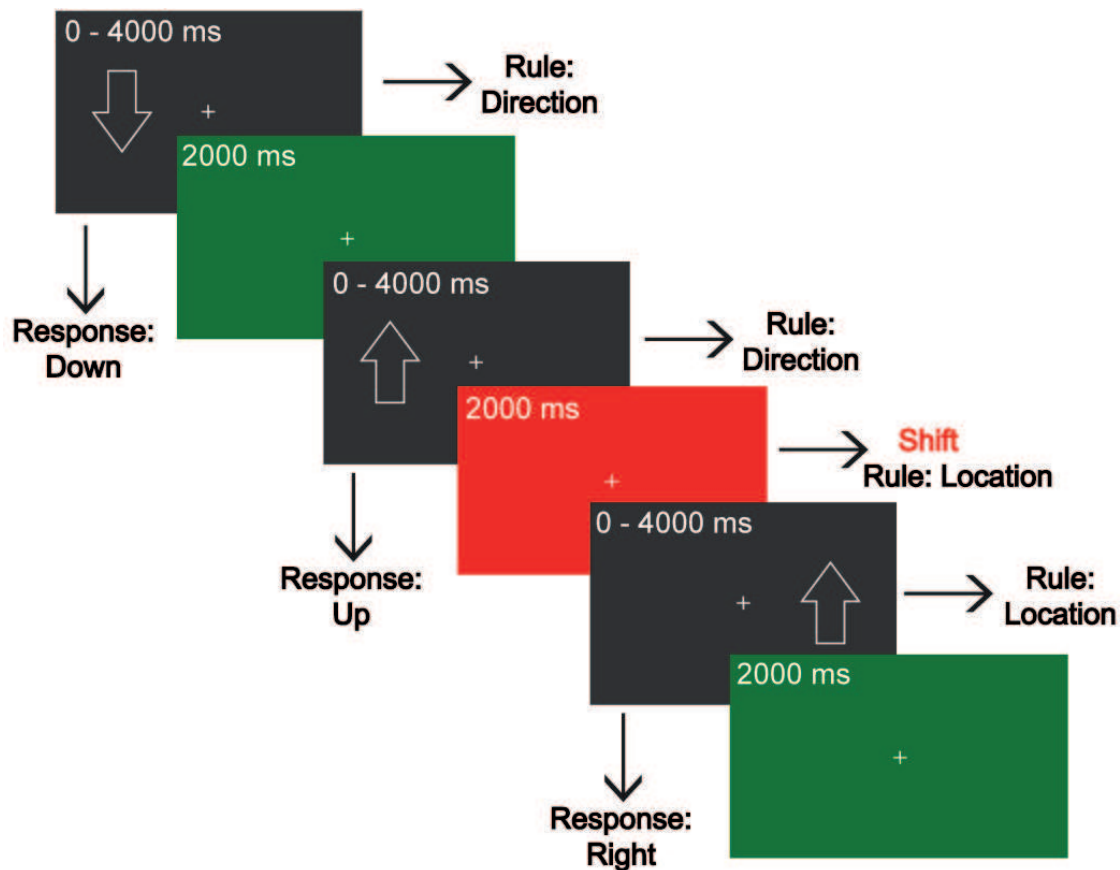 0 - 4000 ms
Rule:
Direction
2000 ms
Response:
Down
0 - 4000 ms
Rule:
Direction
2000 ms
Shift
Rule: Location
Response:
Up
0 - 4000 ms
Rule:
Location
2000 ms
Response:
Right